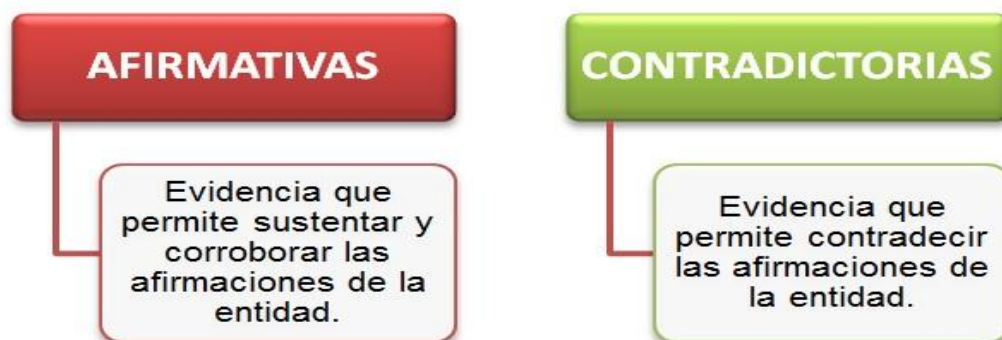 AFIRMATIVAS
Evidencia que
permite sustentar y
corroborar las
afirmaciones de la
entidad.
CONTRADICTORIAS
Evidencia que
permite contradecir
las afirmaciones de
la entidad.